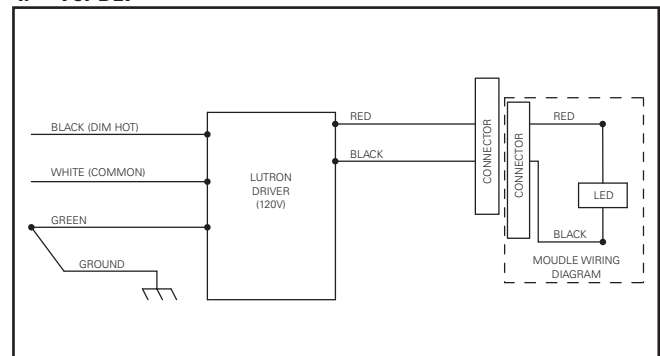 BLACK (DIM HOT)
WHITE (COMMON)
GREEN
GROUND
LUTRON
DRIVER
(120V)
RED
BLACK
CONNECTOR
CONNECTOR
RED
LED
BLACK
MOUDLE WIRING
DIAGRAM